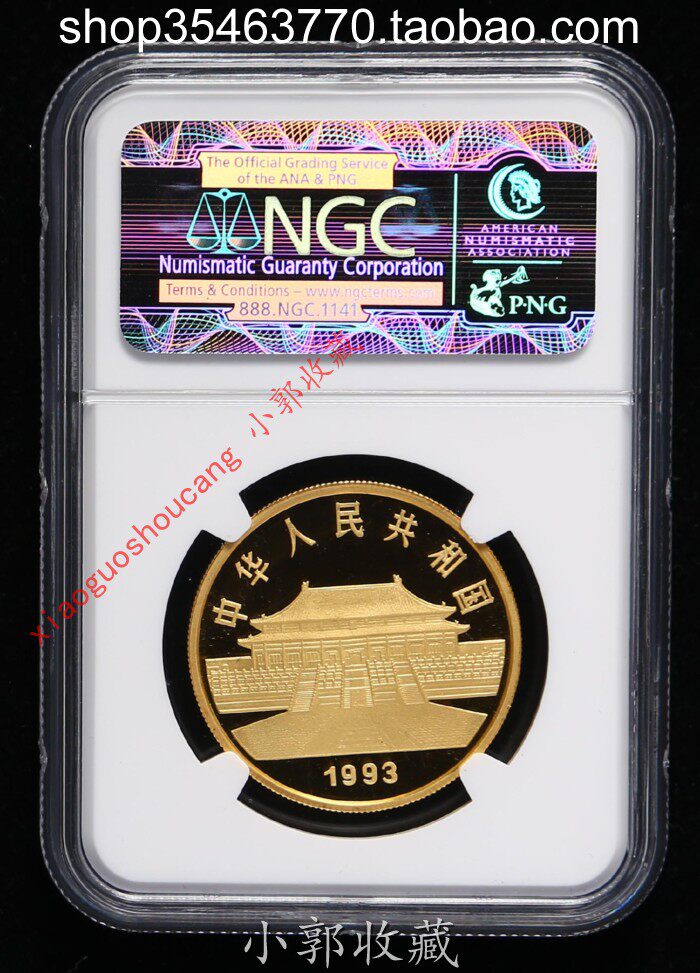 shop35463770.taobao.com
The Official Grading Service
of the ANA & PNG
NGC
Numismatic Guaranty Corporation
Terms & Conditions – www.ngcterms.com
888.NGC.1141
AMERICAN
NUMISMATIC
ASSOCIATION
P·N·G
xiaoguoshoucang 小郭收藏
中华人民共和国
1993
小郭收藏